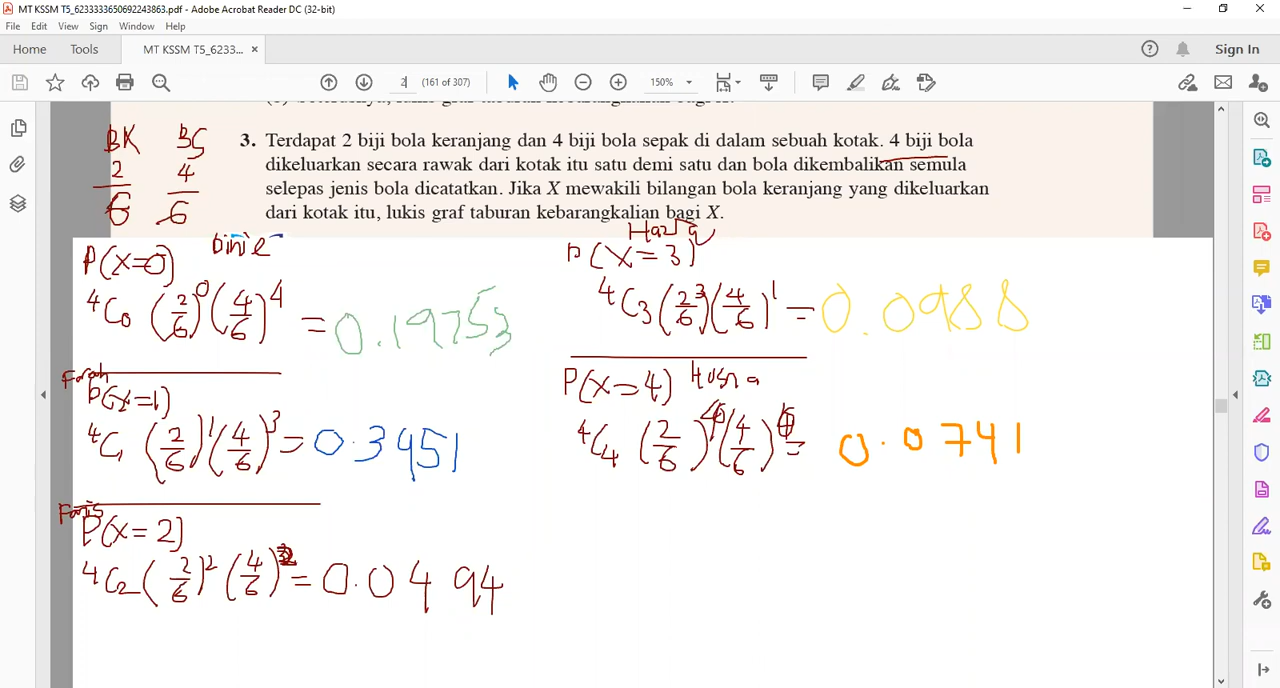 MT KSSM T5_6233333650692243863.pdf - Adobe Acrobat Reader DC (32-bit)
File Edit View Sign Window Help
Home Tools MT KSSM T5_6233... × Sign In
2 (161 of 307) 150%
3. Terdapat 2 biji bola keranjang dan 4 biji bola sepak di dalam sebuah kotak. 4 biji bola
dikeluarkan secara rawak dari kotak itu satu demi satu dan bola dikembalikan semula
selepas jenis bola dicatatkan. Jika X mewakili bilangan bola keranjang yang dikeluarkan
dari kotak itu, lukis graf taburan kebarangkalian bagi X.
BK BS
2/6 4/6
P(X=0)
⁴C₀ (2/6)⁰ (4/6)⁴ = 0.19753
Farah
P(X=1)
⁴C₁ (2/6)¹ (4/6)³ = 0.3951
Faris
P(X=2)
⁴C₂ (2/6)² (4/6) = 0.0494
P(X=3)
⁴C₃ (2/6)³ (4/6)¹ = 0.0988
P(X=4) Husna
⁴C₄ (2/6) (4/6) = 0.0741